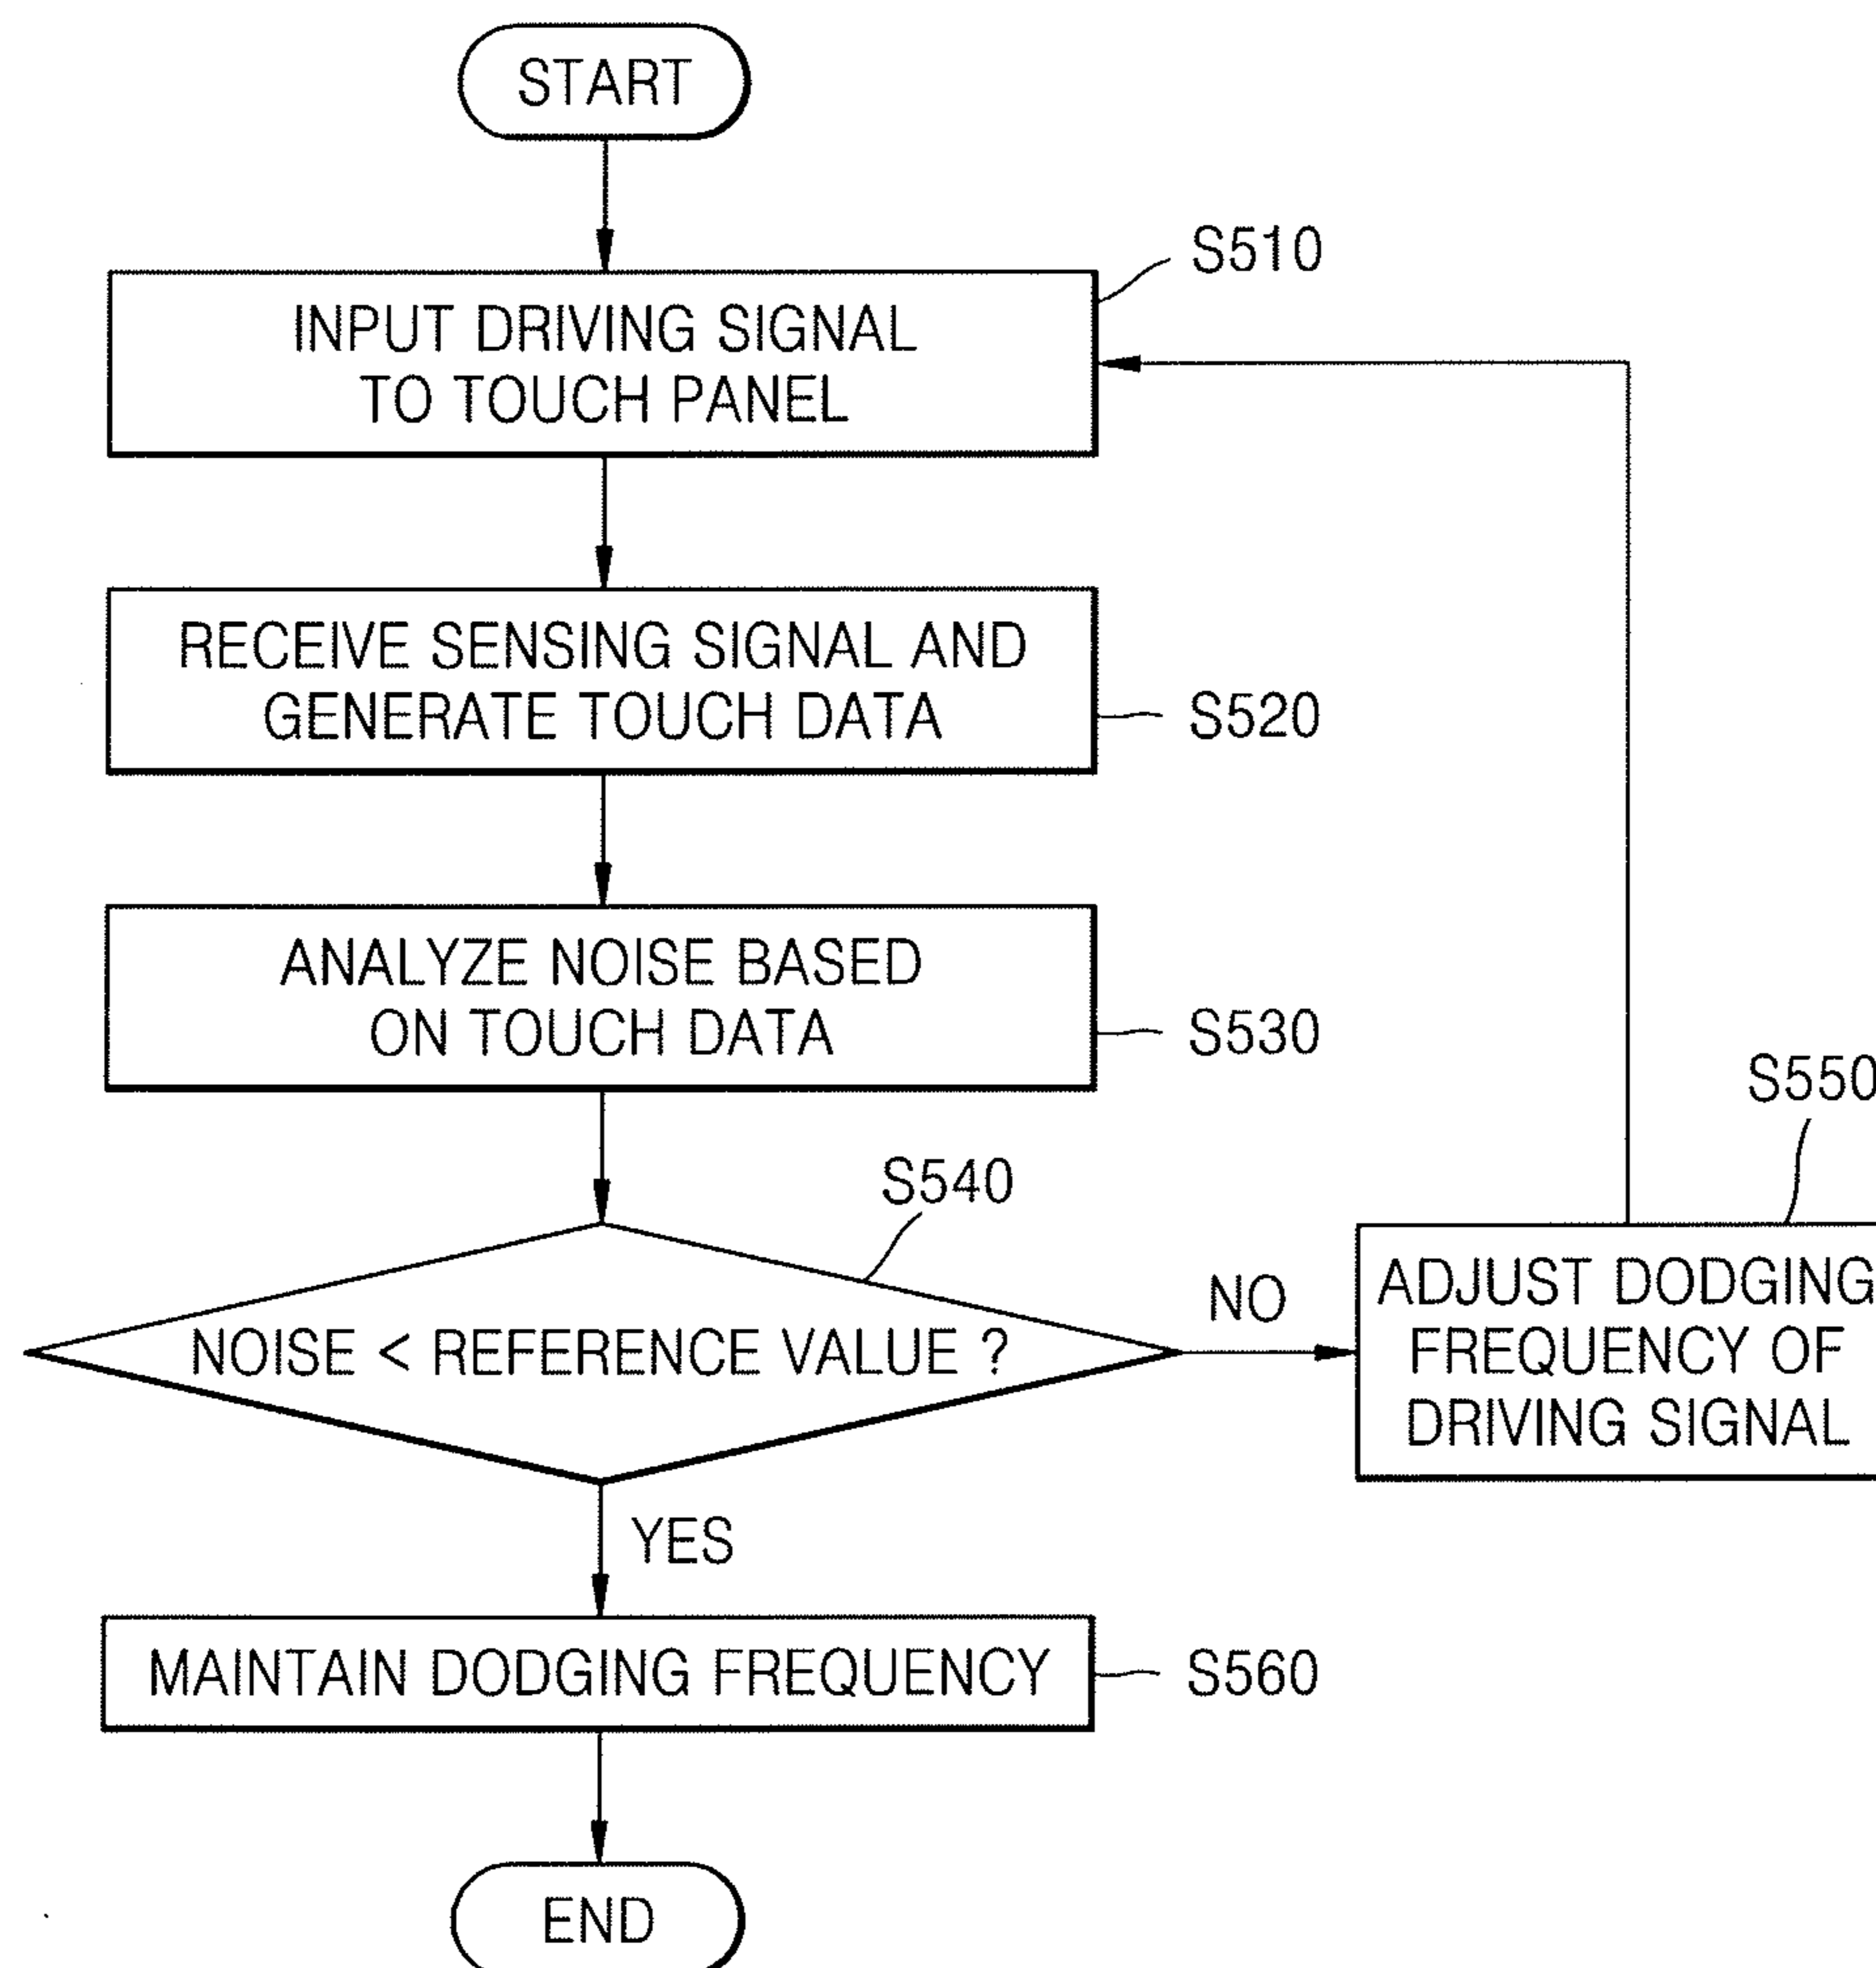 START
S510
INPUT DRIVING SIGNAL
TO TOUCH PANEL
RECEIVE SENSING SIGNAL AND
GENERATE TOUCH DATA
S520
ANALYZE NOISE BASED
ON TOUCH DATA
S530
S540
NOISE < REFERENCE VALUE ?
NO
S550
ADJUST DODGING
FREQUENCY OF
DRIVING SIGNAL
YES
MAINTAIN DODGING FREQUENCY
S560
END